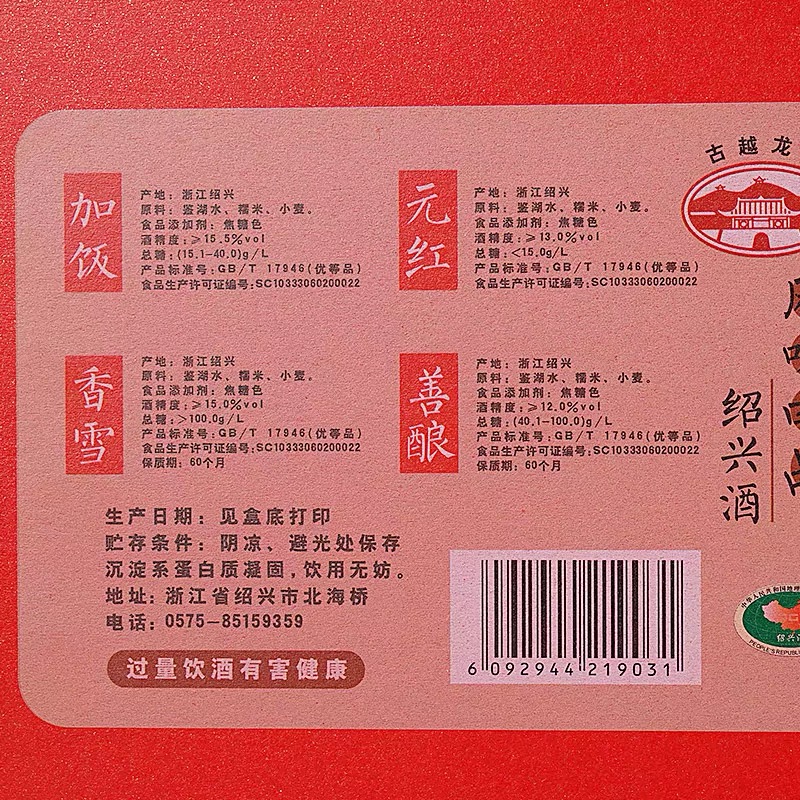 加饭
产地：浙江绍兴
原料：鉴湖水、糯米、小麦。
食品添加剂：焦糖色
酒精度：≥15.5%vol
总糖：(15.1-40.0)g/L
产品标准号：GB/T 17946(优等品)
食品生产许可证编号：SC10333060200022
元红
产地：浙江绍兴
原料：鉴湖水、糯米、小麦。
食品添加剂：焦糖色
酒精度：≥13.0%vol
总糖：<15.0g/L
产品标准号：GB/T 17946(优等品)
食品生产许可证编号：SC10333060200022
香雪
产地：浙江绍兴
原料：鉴湖水、糯米、小麦。
食品添加剂：焦糖色
酒精度：≥15.0%vol
总糖：>100.0g/L
产品标准号：GB/T 17946(优等品)
食品生产许可证编号：SC10333060200022
保质期：60个月
善酿
产地：浙江绍兴
原料：鉴湖水、糯米、小麦。
食品添加剂：焦糖色
酒精度：≥12.0%vol
总糖：(40.1-100.0)g/L
产品标准号：GB/T 17946(优等品)
食品生产许可证编号：SC10333060200022
保质期：60个月
生产日期：见盒底打印
贮存条件：阴凉、避光处保存
沉淀系蛋白质凝固，饮用无妨。
地址：浙江省绍兴市北海桥
电话：0575-85159359
过量饮酒有害健康
6 092944 219031
古越龙
绍兴酒
中华人民共和国地理
PEOPLE'S REPUBLI